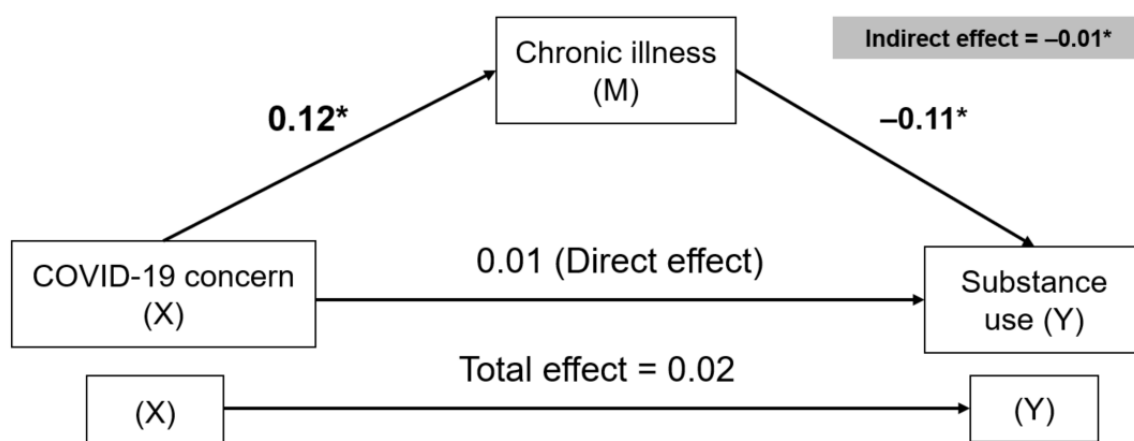 Indirect effect = –0.01*
Chronic illness
(M)
0.12*
–0.11*
COVID-19 concern
(X)
0.01 (Direct effect)
Substance
use (Y)
Total effect = 0.02
(X)
(Y)